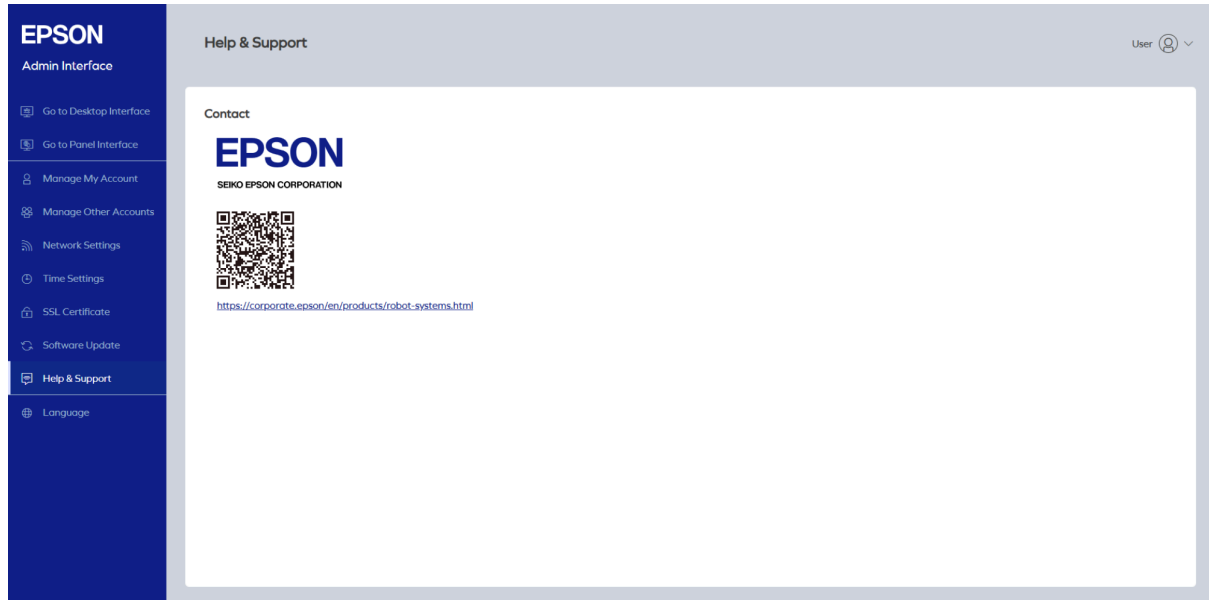 EPSON
Admin Interface
Go to Desktop Interface
Go to Panel Interface
Manage My Account
Manage Other Accounts
Network Settings
Time Settings
SSL Certificate
Software Update
Help & Support
Language
Help & Support
User
Contact
EPSON
SEIKO EPSON CORPORATION
https://corporate.epson/en/products/robot-systems.html